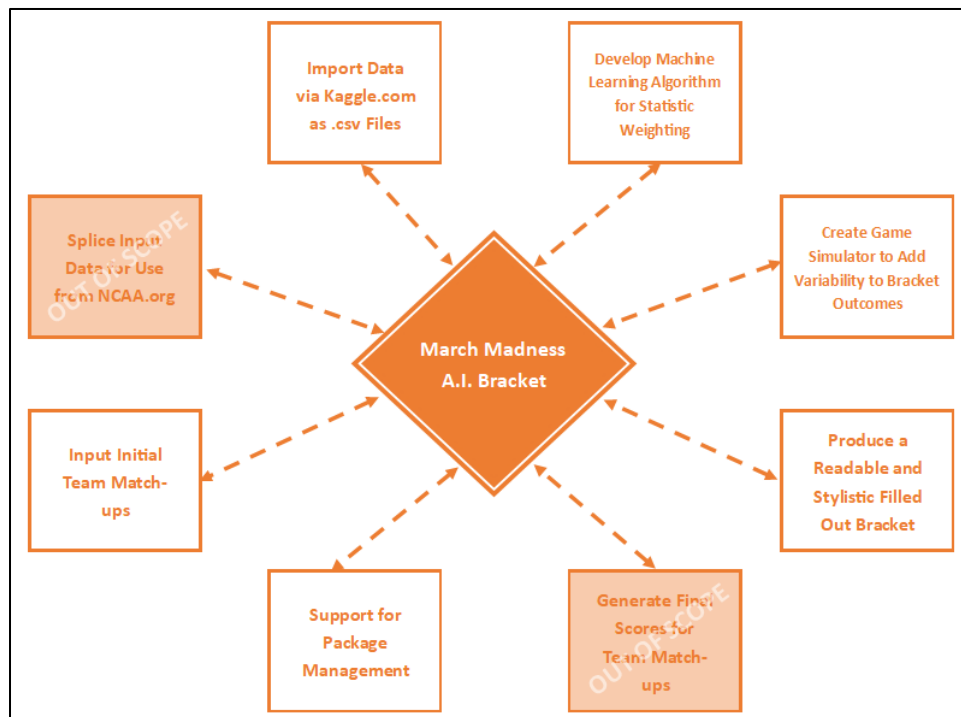 Import Data
via Kaggle.com
as .csv Files
Develop Machine
Learning Algorithm
for Statistic
Weighting
Splice Input
Data for Use
from NCAA.org
OUT OF SCOPE
Create Game
Simulator to Add
Variability to Bracket
Outcomes
March Madness
A.I. Bracket
Input Initial
Team Match-
ups
Produce a
Readable and
Stylistic Filled
Out Bracket
Support for
Package
Management
Generate Final
Scores for
Team Match-
ups
OUT OF SCOPE